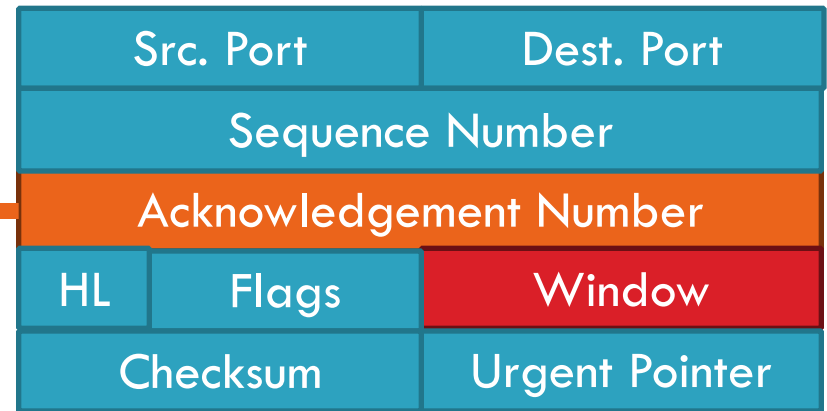 Src. Port Dest. Port
Sequence Number
Acknowledgement Number
HL Flags Window
Checksum Urgent Pointer